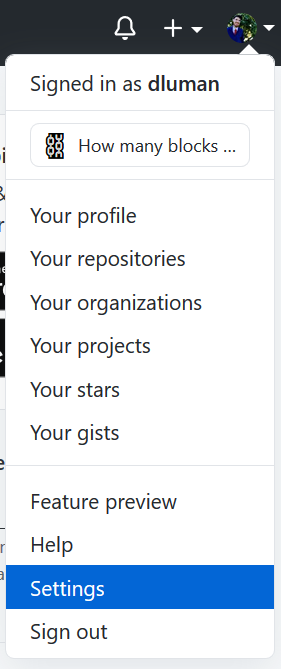 Signed in as dluman
How many blocks ...
Your profile
Your repositories
Your organizations
Your projects
Your stars
Your gists
Feature preview
Help
Settings
Sign out